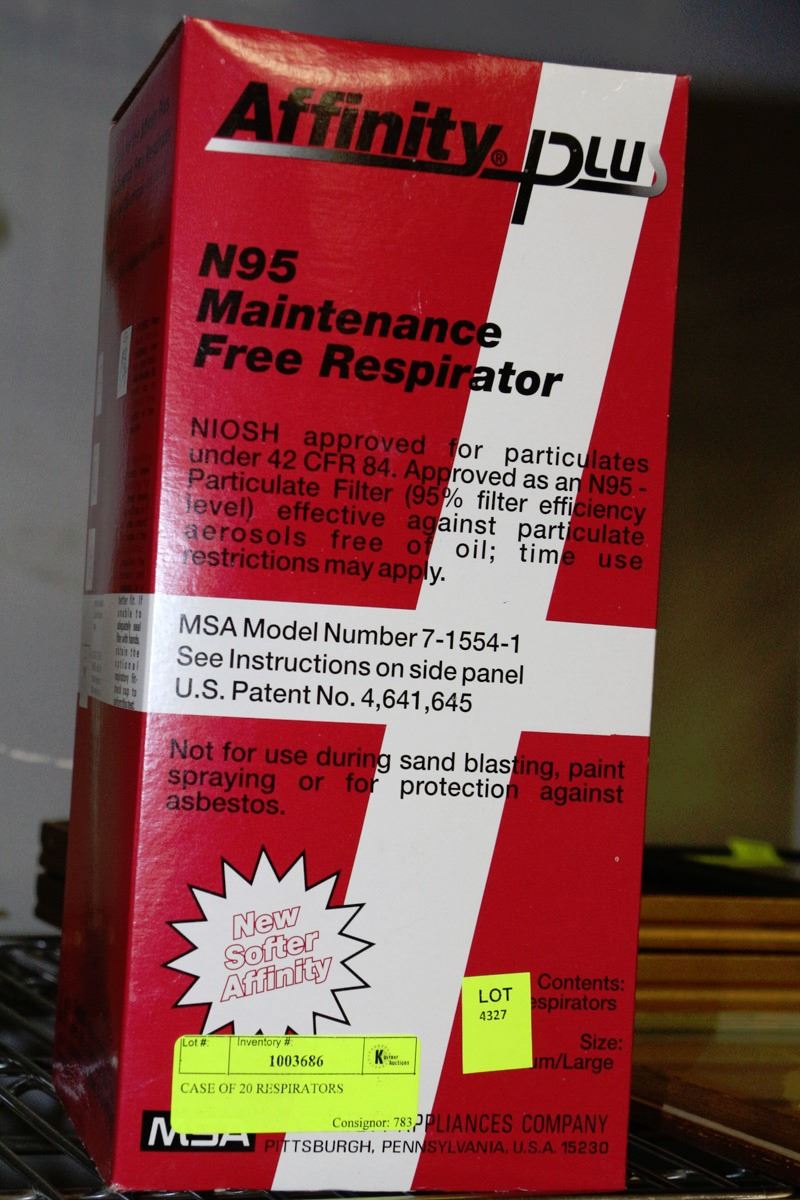 Affinity® Plus
N95
Maintenance
Free Respirator
NIOSH approved for particulates
under 42 CFR 84. Approved as an N95 -
Particulate Filter (95% filter efficiency
level) effective against particulate
aerosols free of oil; time use
restrictions may apply.
MSA Model Number 7-1554-1
See Instructions on side panel
U.S. Patent No. 4,641,645
Not for use during sand blasting, paint
spraying or for protection against
asbestos.
New
Softer
Affinity
Contents:
espirators
Size:
um/Large
LOT
4327
Lot #: Inventory #:
1003686
CASE OF 20 RESPIRATORS
Consignor: 783
MSA
PPLIANCES COMPANY
PITTSBURGH, PENNSYLVANIA, U.S.A. 15230